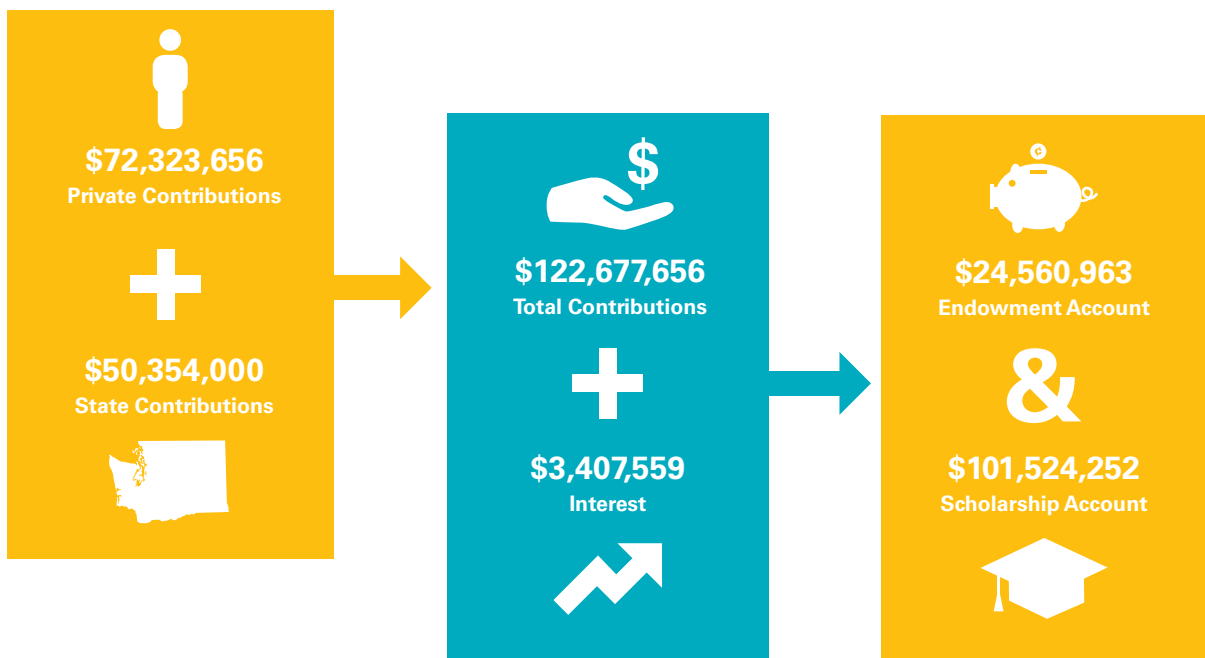 $72,323,656
Private Contributions
$50,354,000
State Contributions
$
$122,677,656
Total Contributions
$3,407,559
Interest
¢
$24,560,963
Endowment Account
&
$101,524,252
Scholarship Account